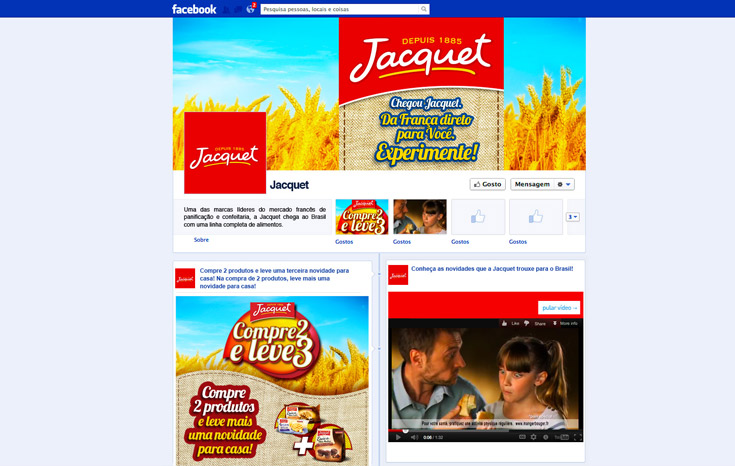 facebook
2
Pesquisa pessoas, locais e coisas
DEPUIS 1885
Jacquet
Chegou Jacquet.
Da França direto
para Você.
Experimente!
DEPUIS 1885
Jacquet
Jacquet
Gosto
Mensagem
Uma das marcas líderes do mercado francês de
panificação e confeitaria, a Jacquet chega ao Brasil
com uma linha completa de alimentos.
Sobre
Compre 2
e leve 3
3
Gostos
Gostos
Gostos
Gostos
Jacquet
Compre 2 produtos e leve uma terceira novidade para
casa! Na compra de 2 produtos, leve mais uma
novidade para casa!
Jacquet
Compre 2
e leve 3
Compre
2 produtos
e leve mais
uma novidade
para casa!
+
Jacquet
Conheça as novidades que a Jacquet trouxe para o Brasil!
pular vídeo
Like
Share
More info
Pour votre santé, pratiquez une activité physique régulière . www.mangerbouger.fr
0:06 / 1:02